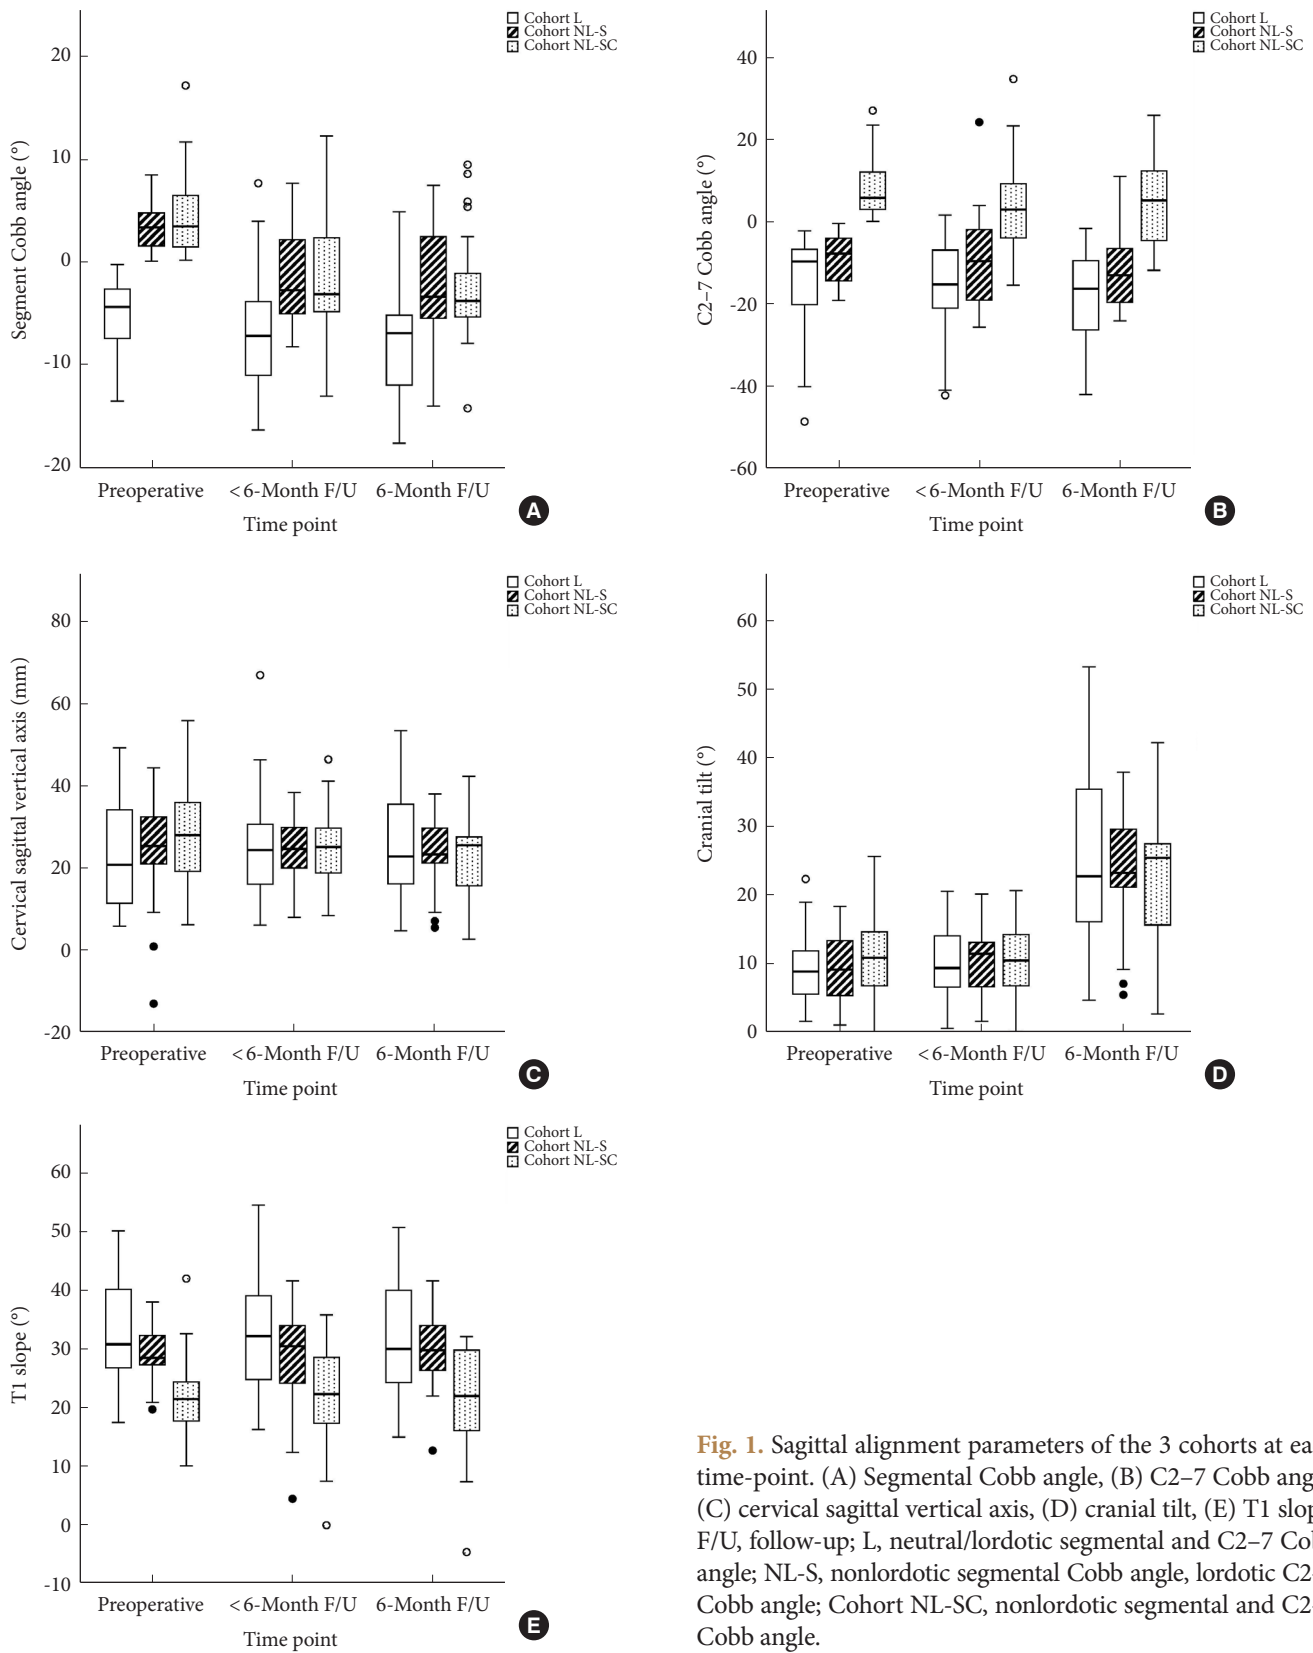 Cohort L
Cohort NL-S
Cohort NL-SC
20
10
0
-10
-20
Segment Cobb angle (°)
Preoperative
<6-Month F/U
6-Month F/U
Time point
A
Cohort L
Cohort NL-S
Cohort NL-SC
40
20
0
-20
-40
-60
C2–7 Cobb angle (°)
Preoperative
<6-Month F/U
6-Month F/U
Time point
B
Cohort L
Cohort NL-S
Cohort NL-SC
80
60
40
20
0
-20
Cervical sagittal vertical axis (mm)
Preoperative
<6-Month F/U
6-Month F/U
Time point
C
Cohort L
Cohort NL-S
Cohort NL-SC
60
50
40
30
20
10
0
Cranial tilt (°)
Preoperative
<6-Month F/U
6-Month F/U
Time point
D
Cohort L
Cohort NL-S
Cohort NL-SC
60
50
40
30
20
10
0
-10
T1 slope (°)
Preoperative
<6-Month F/U
6-Month F/U
Time point
E
Fig. 1. Sagittal alignment parameters of the 3 cohorts at ea
time-point. (A) Segmental Cobb angle, (B) C2–7 Cobb ang
(C) cervical sagittal vertical axis, (D) cranial tilt, (E) T1 slop
F/U, follow-up; L, neutral/lordotic segmental and C2–7 Co
angle; NL-S, nonlordotic segmental Cobb angle, lordotic C2
Cobb angle; Cohort NL-SC, nonlordotic segmental and C2
Cobb angle.